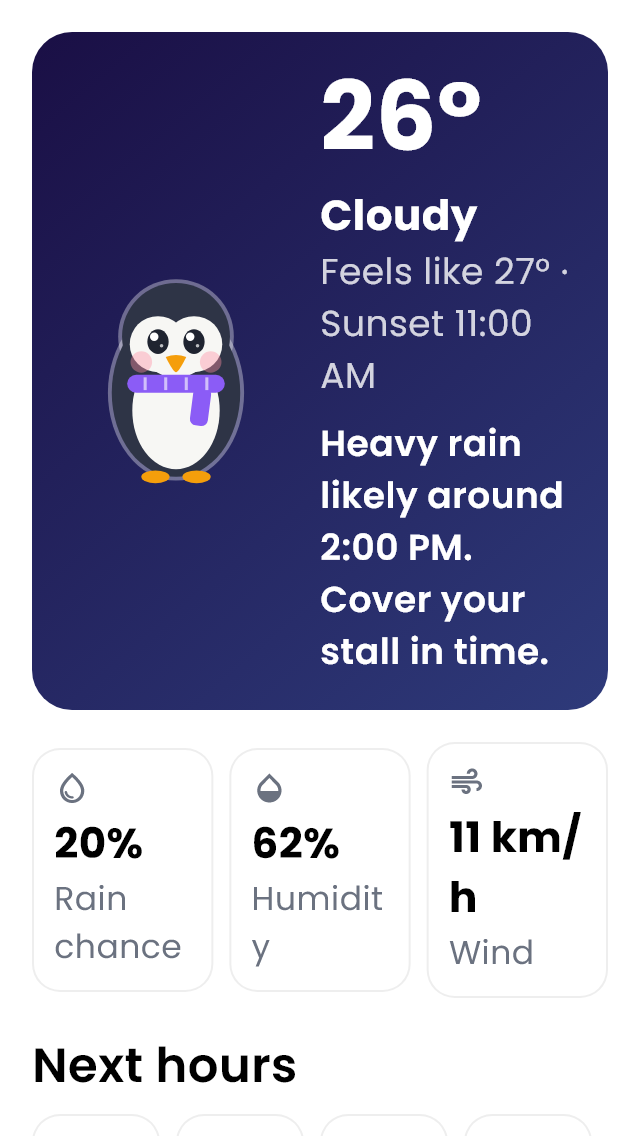 26°
Cloudy
Feels like 27° ·
Sunset 11:00
AM
Heavy rain
likely around
2:00 PM.
Cover your
stall in time.
20%
Rain
chance
62%
Humidit
y
11 km/
h
Wind
Next hours